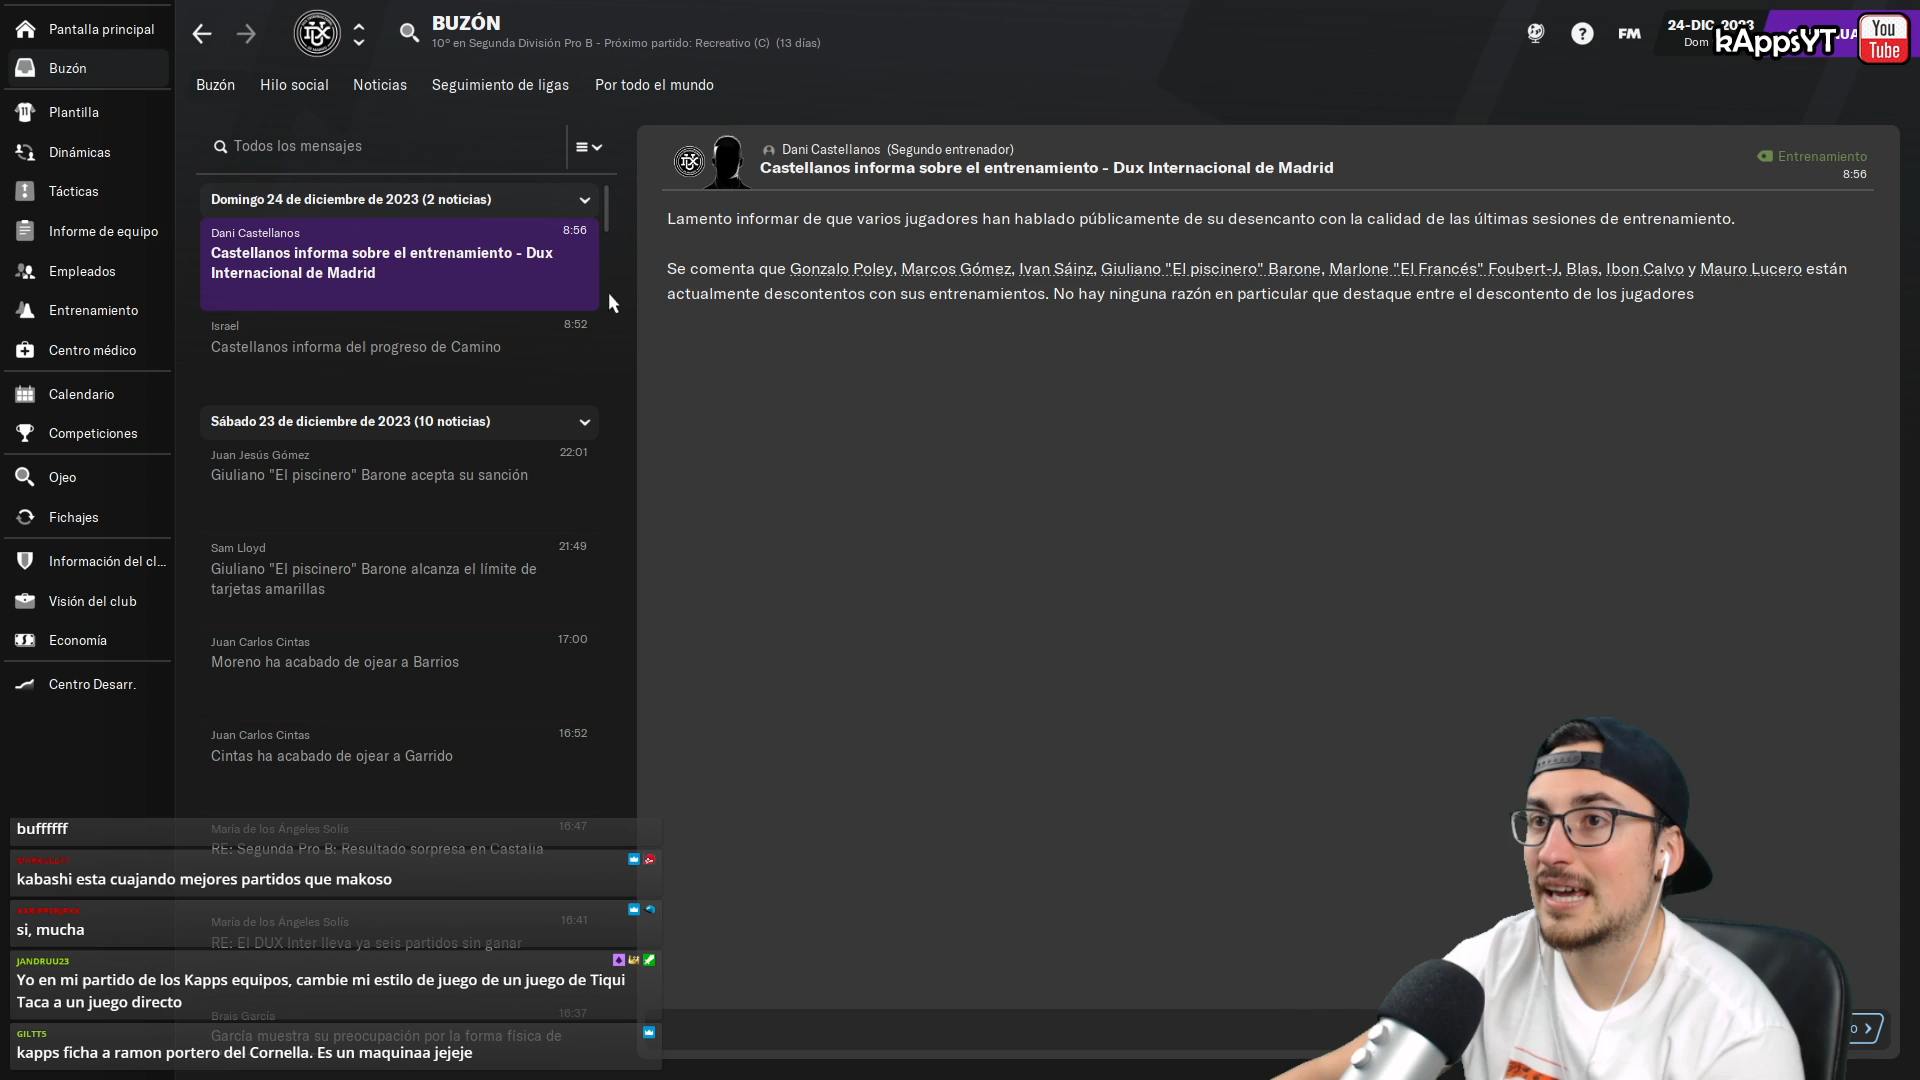 Pantalla principal
Buzón
Plantilla
Dinámicas
Tácticas
Informe de equipo
Empleados
Entrenamiento
Centro médico
Calendario
Competiciones
Ojeo
Fichajes
Información del cl...
Visión del club
Economía
Centro Desarr.
BUZÓN
10º en Segunda División Pro B - Próximo partido: Recreativo (C) (13 días)
FM
24-DIC 2023
Dom
kAppsYT
You
Tube
Buzón Hilo social Noticias Seguimiento de ligas Por todo el mundo
Todos los mensajes
Domingo 24 de diciembre de 2023 (2 noticias)
Dani Castellanos 8:56
Castellanos informa sobre el entrenamiento - Dux
Internacional de Madrid
Israel 8:52
Castellanos informa del progreso de Camino
Sábado 23 de diciembre de 2023 (10 noticias)
Juan Jesús Gómez 22:01
Giuliano "El piscinero" Barone acepta su sanción
Sam Lloyd 21:49
Giuliano "El piscinero" Barone alcanza el límite de
tarjetas amarillas
Juan Carlos Cintas 17:00
Moreno ha acabado de ojear a Barrios
Juan Carlos Cintas 16:52
Cintas ha acabado de ojear a Garrido
María de los Ángeles Solís 16:47
RE: Segunda Pro B: Resultado sorpresa en Castalia
María de los Ángeles Solís 16:41
RE: El DUX Inter lleva ya seis partidos sin ganar
Brais García 16:37
García muestra su preocupación por la forma física de
Dani Castellanos (Segundo entrenador)
Castellanos informa sobre el entrenamiento - Dux Internacional de Madrid
Entrenamiento
8:56
Lamento informar de que varios jugadores han hablado públicamente de su desencanto con la calidad de las últimas sesiones de entrenamiento.
Se comenta que Gonzalo Poley, Marcos Gómez, Ivan Sáinz, Giuliano "El piscinero" Barone, Marlone "El Francés" Foubert-J, Blas, Ibon Calvo y Mauro Lucero están
actualmente descontentos con sus entrenamientos. No hay ninguna razón en particular que destaque entre el descontento de los jugadores
buffffff
kabashi esta cuajando mejores partidos que makoso
si, mucha
JANDRUU23
Yo en mi partido de los Kapps equipos, cambie mi estilo de juego de un juego de Tiqui
Taca a un juego directo
GILTT5
kapps ficha a ramon portero del Cornella. Es un maquinaa jejeje